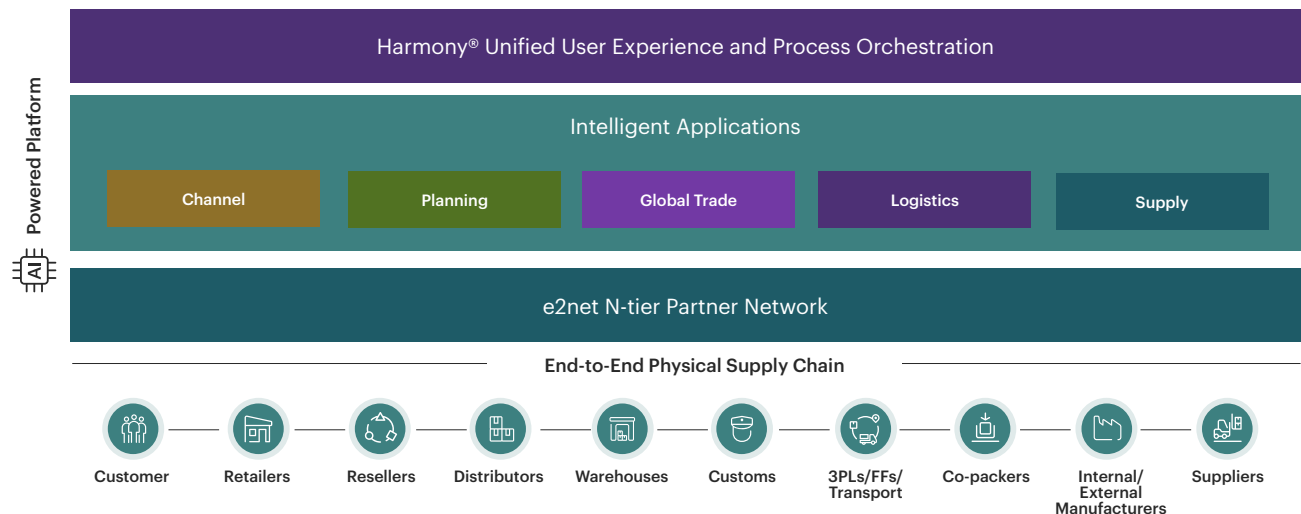 Harmony® Unified User Experience and Process Orchestration
AI Powered Platform
Intelligent Applications
Channel
Planning
Global Trade
Logistics
Supply
e2net N-tier Partner Network
End-to-End Physical Supply Chain
Customer
Retailers
Resellers
Distributors
Warehouses
Customs
3PLs/FFs/
Transport
Co-packers
Internal/
External
Manufacturers
Suppliers